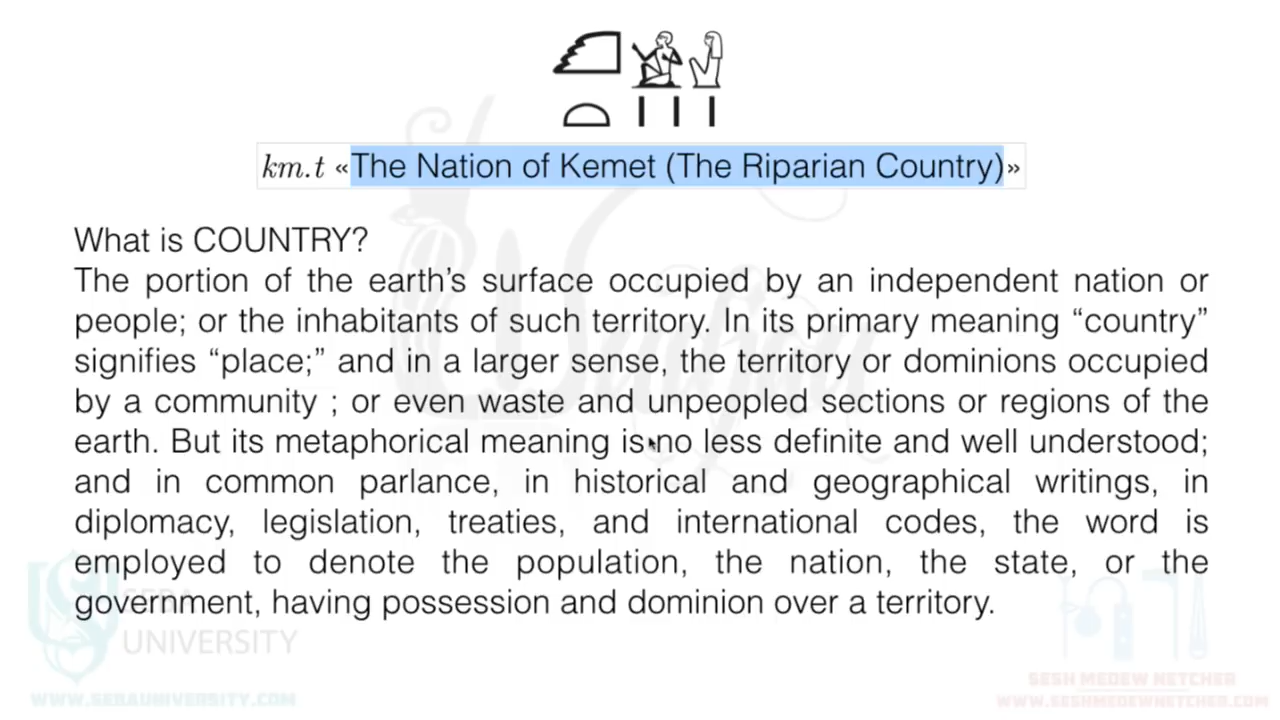 km.t «The Nation of Kemet (The Riparian Country)»
What is COUNTRY?
The portion of the earth's surface occupied by an independent nation or
people; or the inhabitants of such territory. In its primary meaning “country”
signifies “place;” and in a larger sense, the territory or dominions occupied
by a community ; or even waste and unpeopled sections or regions of the
earth. But its metaphorical meaning is no less definite and well understood;
and in common parlance, in historical and geographical writings, in
diplomacy, legislation, treaties, and international codes, the word is
employed to denote the population, the nation, the state, or the
government, having possession and dominion over a territory.
SEBA
UNIVERSITY
WWW.SEBAUNIVERSITY.COM
SESH MEDEW NETCHER
WWW.SESHMEDEWNETCHER.COM